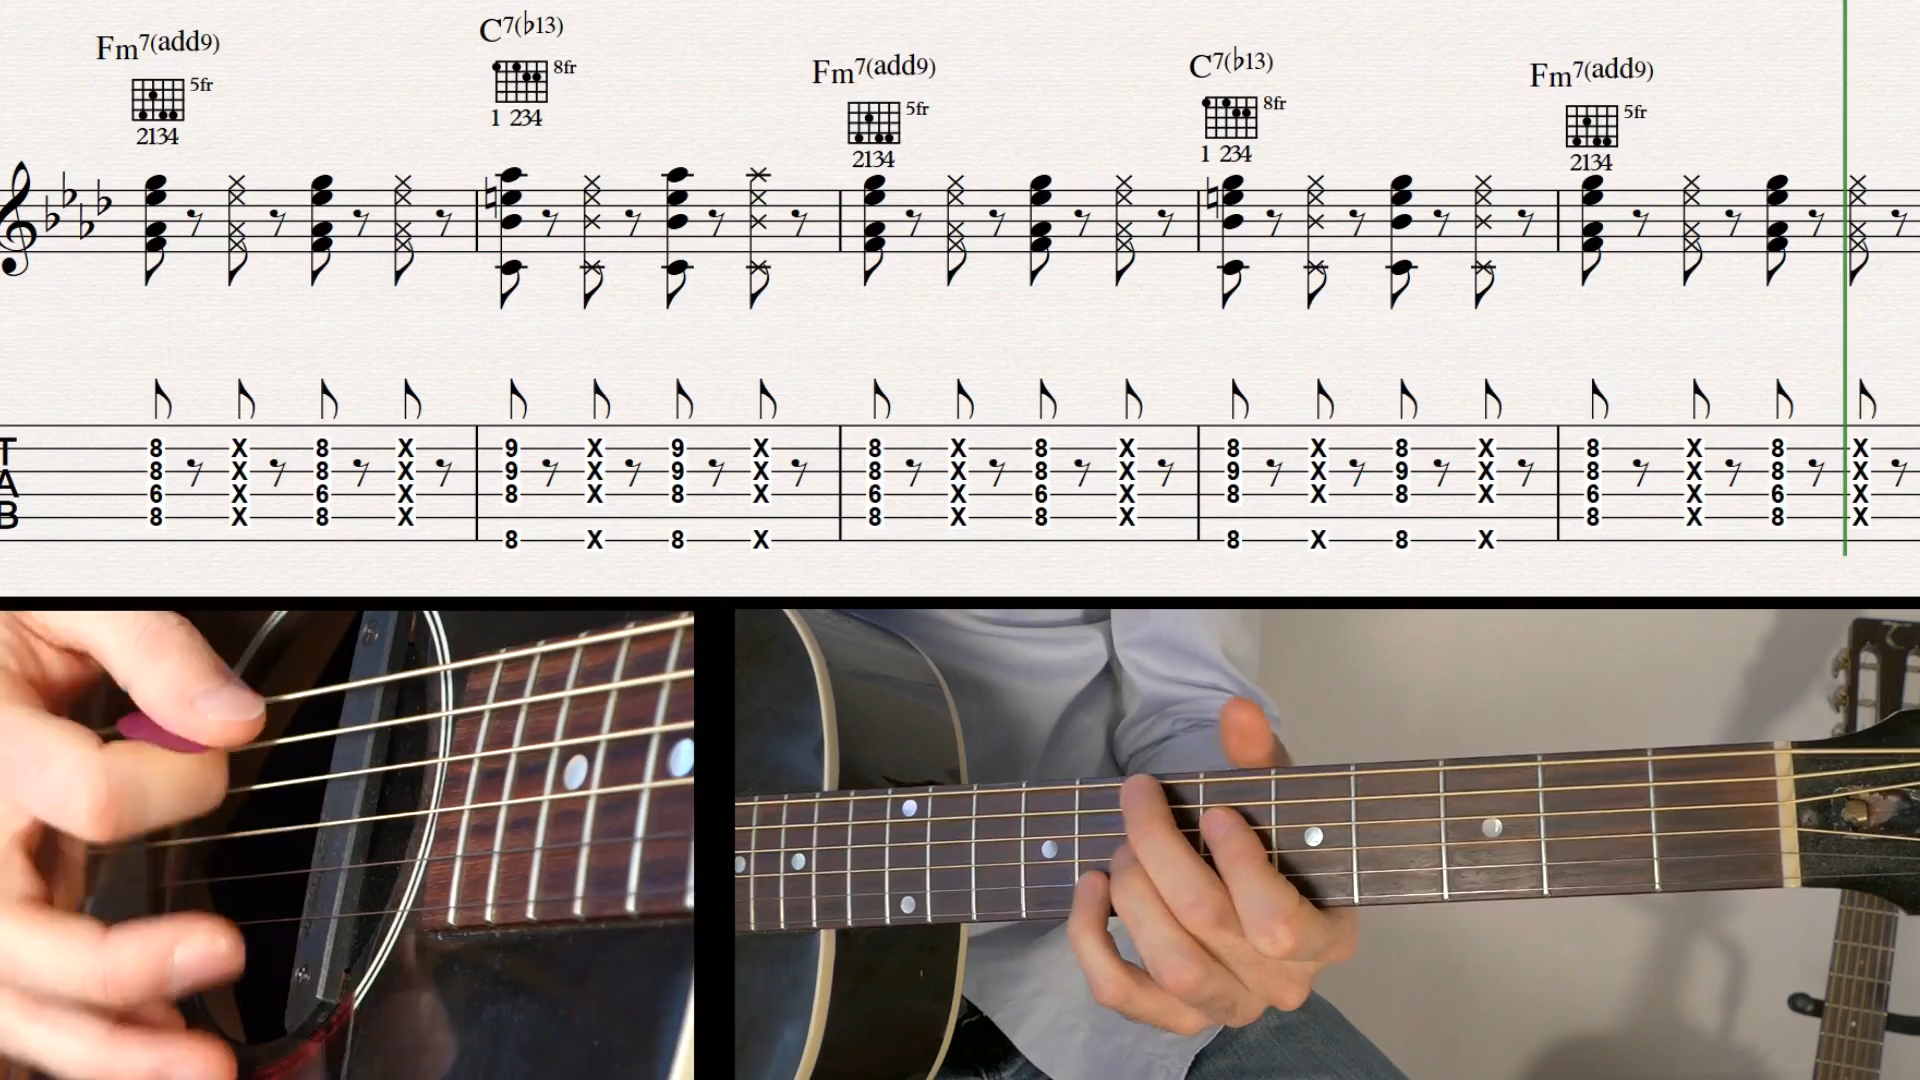 Fm7(add9) C7(♭13) Fm7(add9) C7(♭13) Fm7(add9)
5fr 8fr 5fr 8fr 5fr
2134 1 234 2134 1 234 2134
T 8 X 8 X 9 X 9 X 8 X 8 X 8 X 8 X 8 X 8 X
A 8 X 8 X 9 X 9 X 8 X 8 X 9 X 9 X 8 X 8 X
6 X 6 X 8 X 8 X 6 X 6 X 8 X 8 X 6 X 6 X
B 8 X 8 X 8 X 8 X 8 X 8 X
8 X 8 X 8 X 8 X